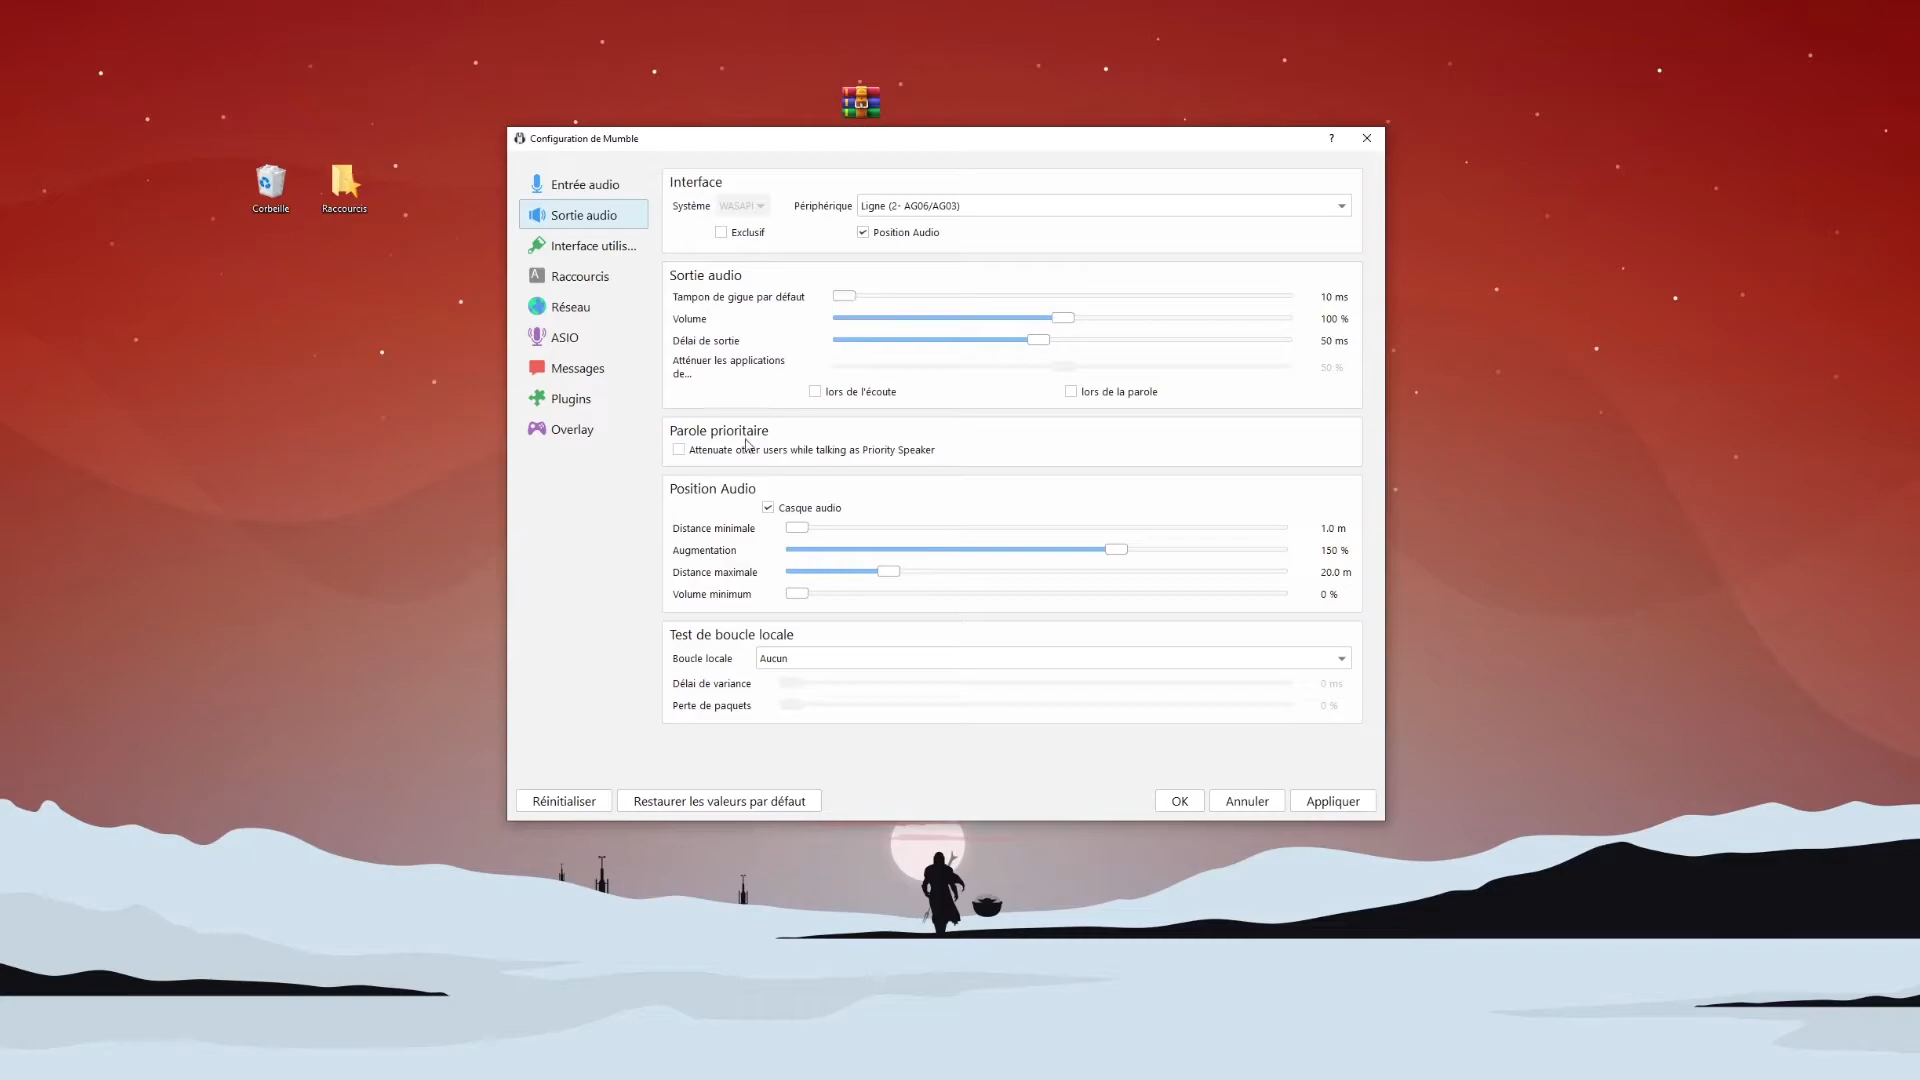 Configuration de Mumble
?
Corbeille
Raccourcis
Entrée audio
Sortie audio
Interface utilis...
Raccourcis
Réseau
ASIO
Messages
Plugins
Overlay
Interface
Système WASAPI Périphérique Ligne (2- AG06/AG03)
Exclusif Position Audio
Sortie audio
Tampon de gigue par défaut 10 ms
Volume 100 %
Délai de sortie 50 ms
Atténuer les applications
de... 50 %
lors de l'écoute lors de la parole
Parole prioritaire
Attenuate other users while talking as Priority Speaker
Position Audio
Casque audio
Distance minimale 1.0 m
Augmentation 150 %
Distance maximale 20.0 m
Volume minimum 0 %
Test de boucle locale
Boucle locale Aucun
Délai de variance 0 ms
Perte de paquets 0 %
Réinitialiser Restaurer les valeurs par défaut OK Annuler Appliquer